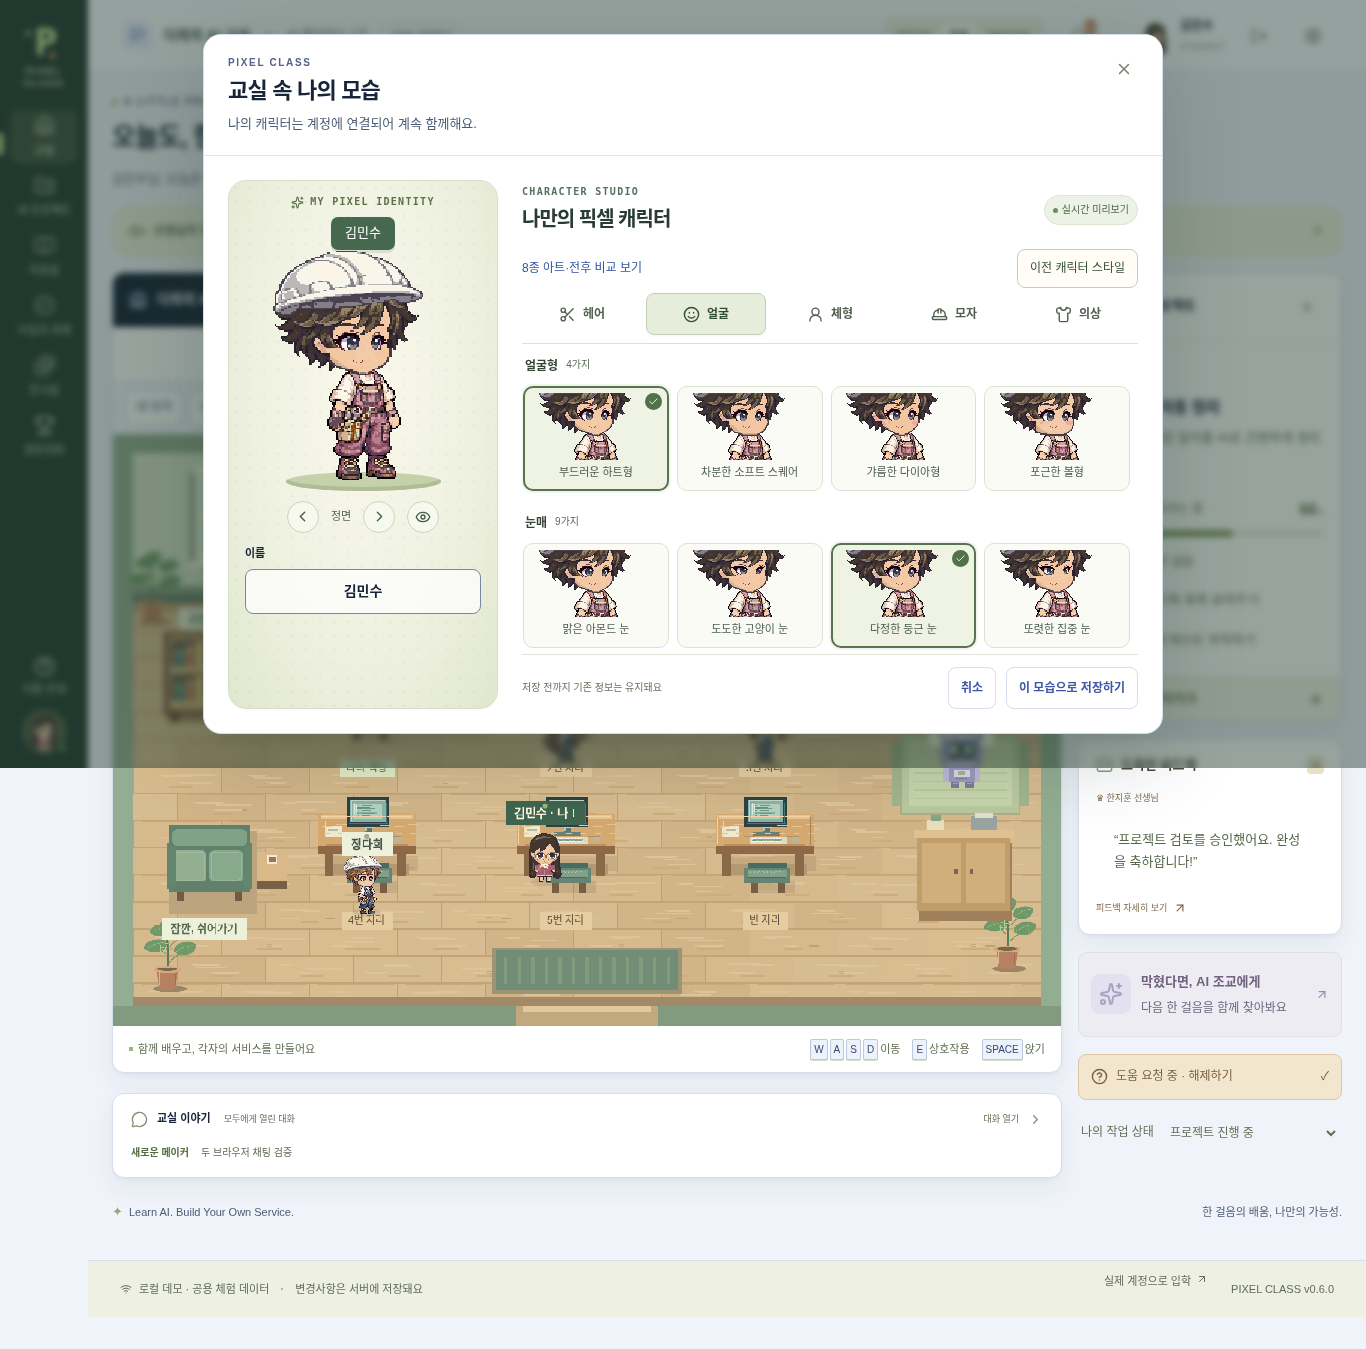 PIXEL CLASS
교실 속 나의 모습
나의 캐릭터는 계정에 연결되어 계속 함께해요.
MY PIXEL IDENTITY
김민수
정면
이름
김민수
CHARACTER STUDIO
나만의 픽셀 캐릭터
실시간 미리보기
8종 아트·전후 비교 보기
이전 캐릭터 스타일
헤어
얼굴
체형
모자
의상
얼굴형 4가지
부드러운 하트형
차분한 소프트 스퀘어
갸름한 다이아형
포근한 볼형
눈매 9가지
맑은 아몬드 눈
도도한 고양이 눈
다정한 둥근 눈
또렷한 집중 눈
저장 전까지 기존 정보는 유지돼요
취소
이 모습으로 저장하기
오늘도,
김민수 · 나
정다희
4번 자리
5번 자리
빈 자리
잠깐, 쉬어가기
함께 배우고, 각자의 서비스를 만들어요
W A S D 이동 E 상호작용 SPACE 앉기
교실 이야기 모두에게 열린 대화
대화 열기
새로운 메이커 두 브라우저 채팅 검증
한지훈 선생님
“프로젝트 검토를 승인했어요. 완성
을 축하합니다!”
피드백 자세히 보기
막혔다면, AI 조교에게
다음 한 걸음을 함께 찾아봐요
도움 요청 중 · 해제하기
나의 작업 상태 프로젝트 진행 중
Learn AI. Build Your Own Service.
한 걸음의 배움, 나만의 가능성.
로컬 데모 · 공용 체험 데이터 · 변경사항은 서버에 저장돼요
실제 계정으로 입학
PIXEL CLASS v0.6.0